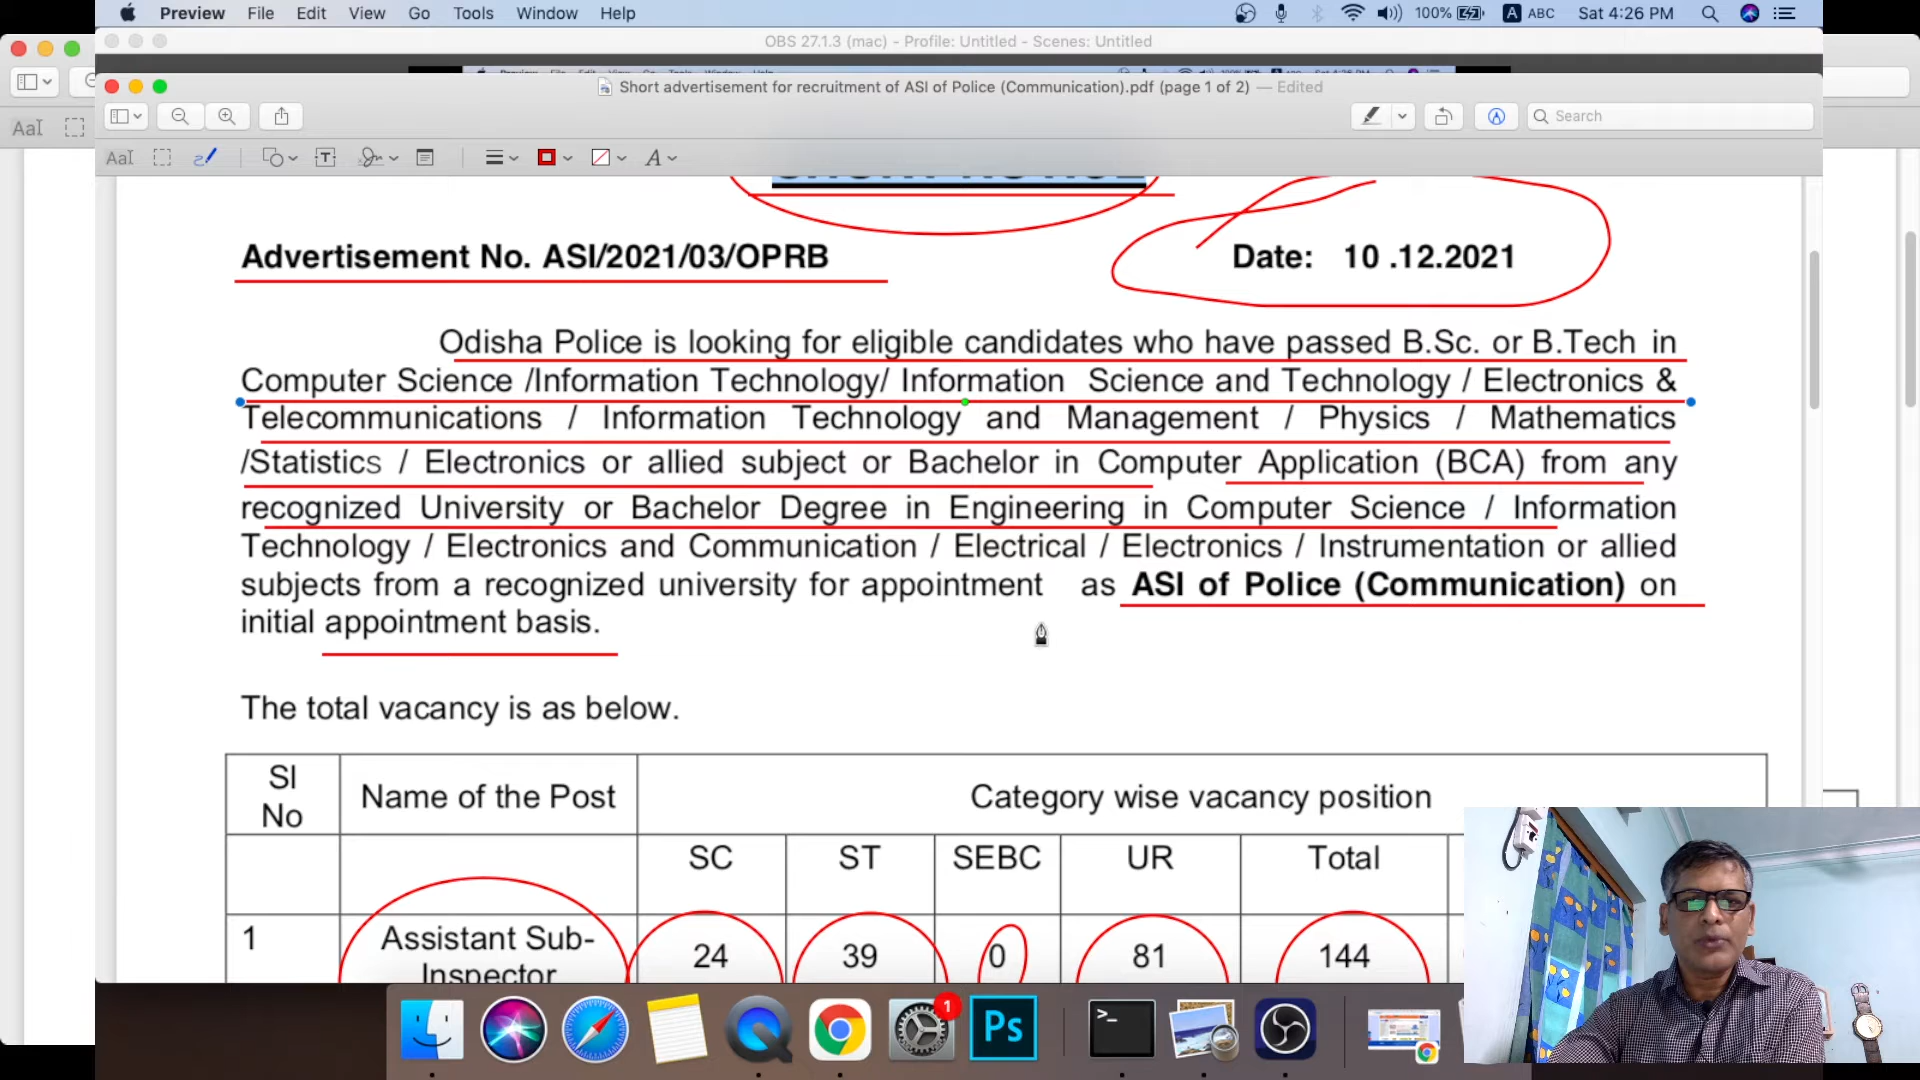 Preview File Edit View Go Tools Window Help 100% A ABC Sat 4:26 PM
OBS 27.1.3 (mac) - Profile: Untitled - Scenes: Untitled
Short advertisement for recruitment of ASI of Police (Communication).pdf (page 1 of 2) — Edited
Search
AaI
AaI T A
Advertisement No. ASI/2021/03/OPRB Date: 10 .12.2021
Odisha Police is looking for eligible candidates who have passed B.Sc. or B.Tech in
Computer Science /Information Technology/ Information Science and Technology / Electronics &
Telecommunications / Information Technology and Management / Physics / Mathematics
/Statistics / Electronics or allied subject or Bachelor in Computer Application (BCA) from any
recognized University or Bachelor Degree in Engineering in Computer Science / Information
Technology / Electronics and Communication / Electrical / Electronics / Instrumentation or allied
subjects from a recognized university for appointment as ASI of Police (Communication) on
initial appointment basis.
The total vacancy is as below.
Sl No Name of the Post Category wise vacancy position
SC ST SEBC UR Total
1 Assistant Sub- 24 39 0 81 144
Inspector
1
Ps